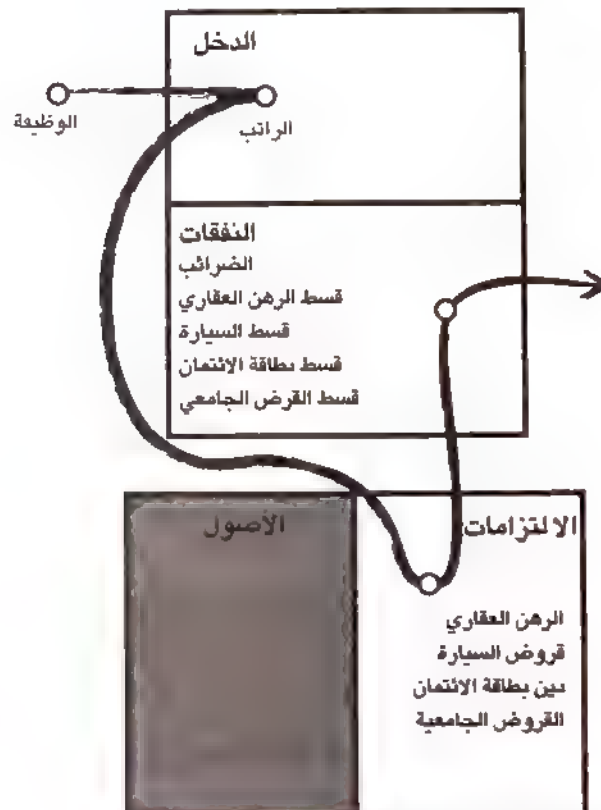 الدخل
الوظيفة
الراتب
النفقات
الضرائب
قسط الرهن العقاري
قسط السيارة
قسط بطاقة الائتمان
قسط القرض الجامعي
الالتزامات
الأصول
الرهن العقاري
قروض السيارة
دين بطاقة الائتمان
القروض الجامعية